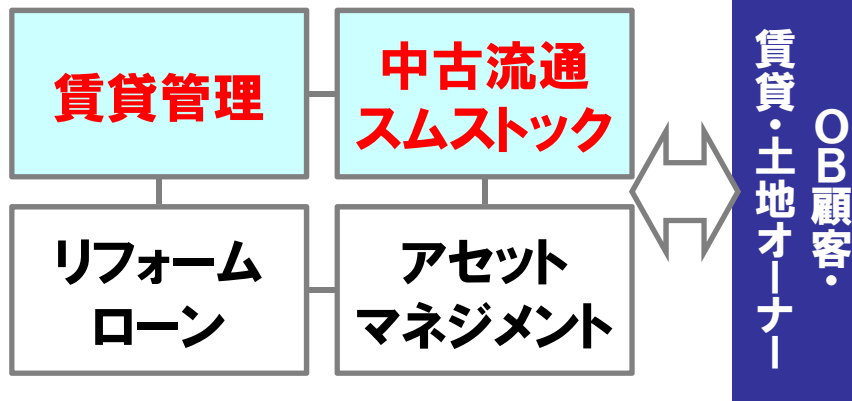 賃貸管理
中古流通
スムストック
リフォーム
ローン
アセット
マネジメント
OB顧客・
賃貸・土地オーナー